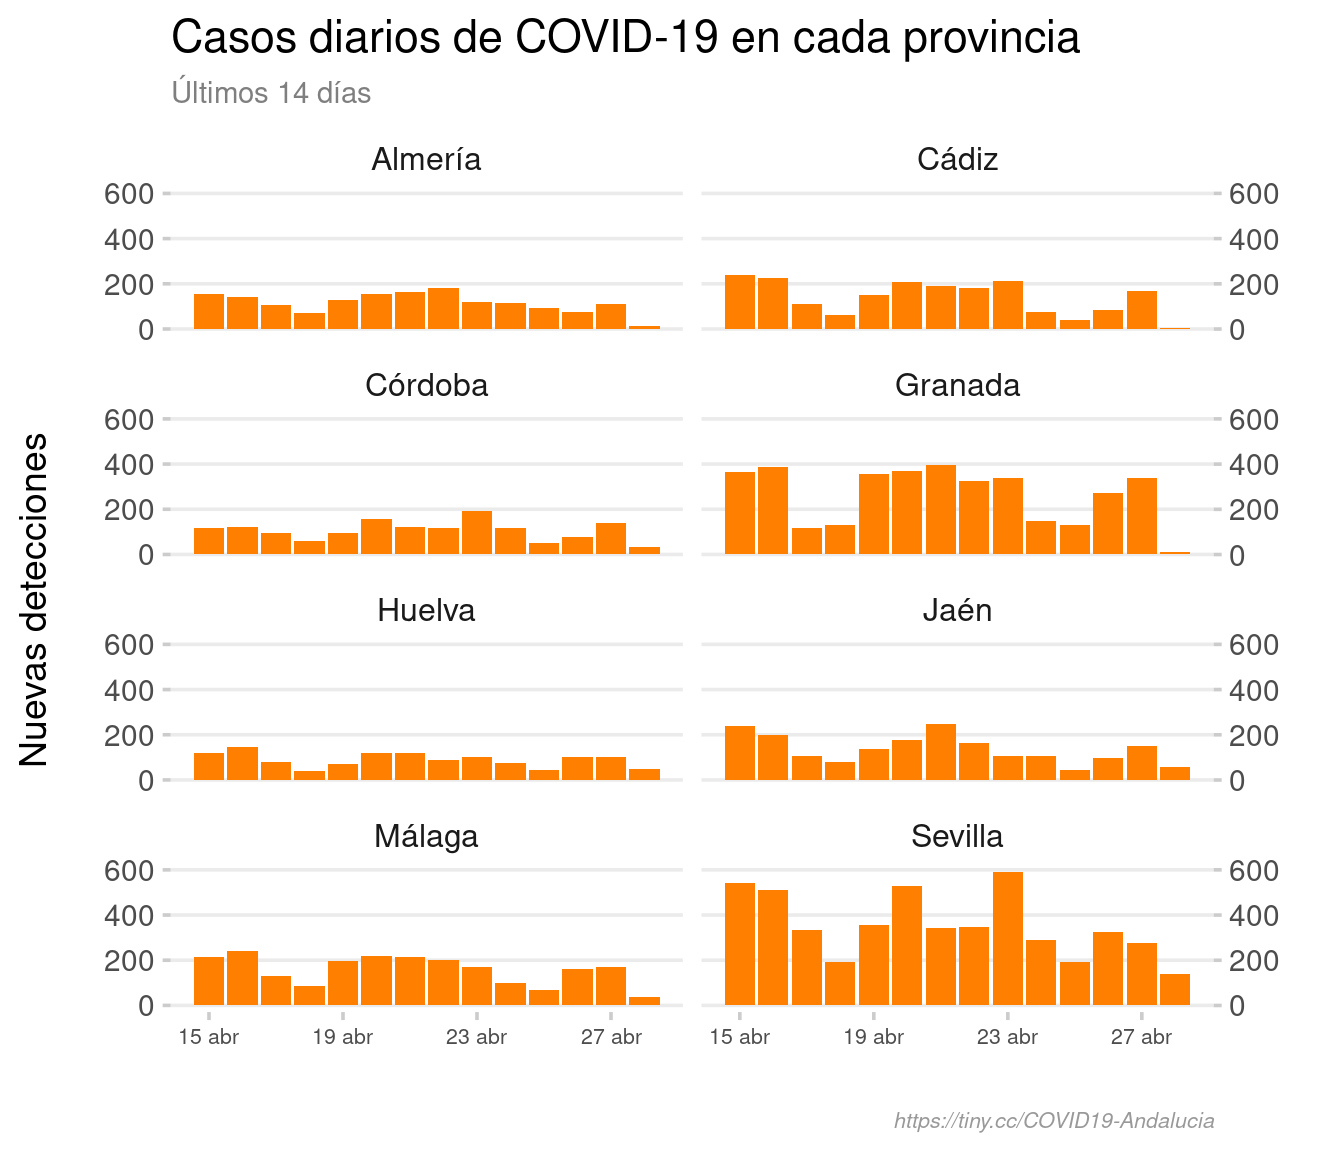 Casos diarios de COVID-19 en cada provincia
Últimos 14 días
Nuevas detecciones
Almería
Cádiz
600
400
200
0
600
400
200
0
Córdoba
Granada
600
400
200
0
600
400
200
0
Huelva
Jaén
600
400
200
0
600
400
200
0
Málaga
Sevilla
600
400
200
0
600
400
200
0
15 abr 19 abr 23 abr 27 abr 15 abr 19 abr 23 abr 27 abr
https://tiny.cc/COVID19-Andalucia